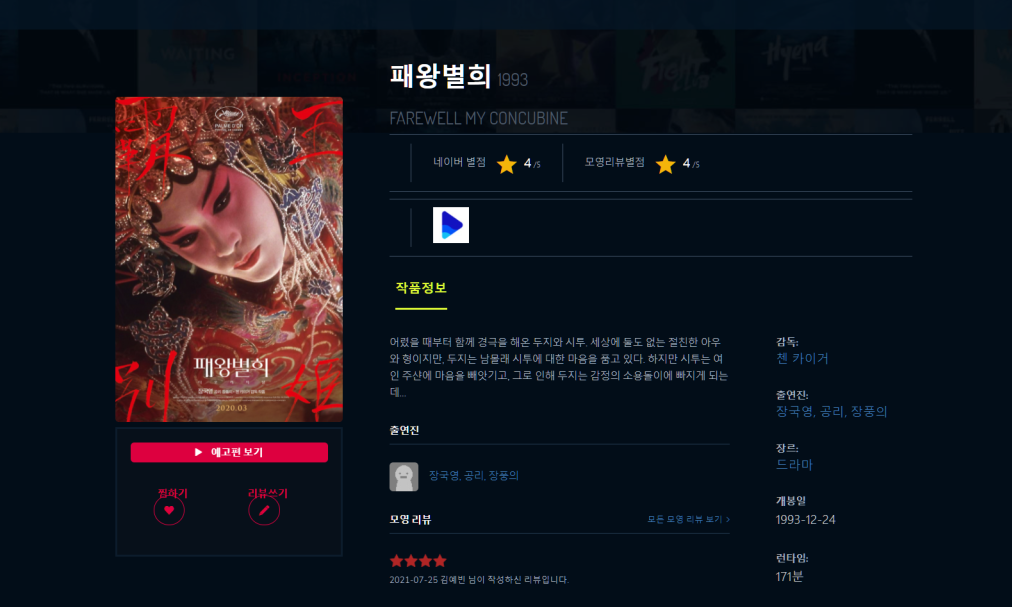 WAITING
INCEPTION
패왕별희 1993
FAREWELL MY CONCUBINE
네이버 별점 4 /5
모영리뷰별점 4 /5
패왕별희
2020.03
예고편 보기
찜하기
리뷰쓰기
작품정보
어렸을 때부터 함께 경극을 해온 두지와 시투. 세상에 둘도 없는 절친한 아우
와 형이지만, 두지는 남몰래 시투에 대한 마음을 품고 있다. 하지만 시투는 여
인 주샨에 마음을 빼앗기고, 그로 인해 두지는 감정의 소용돌이에 빠지게 되는
데...
출연진
장국영, 공리, 장풍의
모영 리뷰
모든 모영 리뷰 보기 >
2021-07-25 김예빈 님이 작성하신 리뷰입니다.
감독:
첸 카이거
출연진:
장국영, 공리, 장풍의
장르:
드라마
개봉일
1993-12-24
런타임:
171분